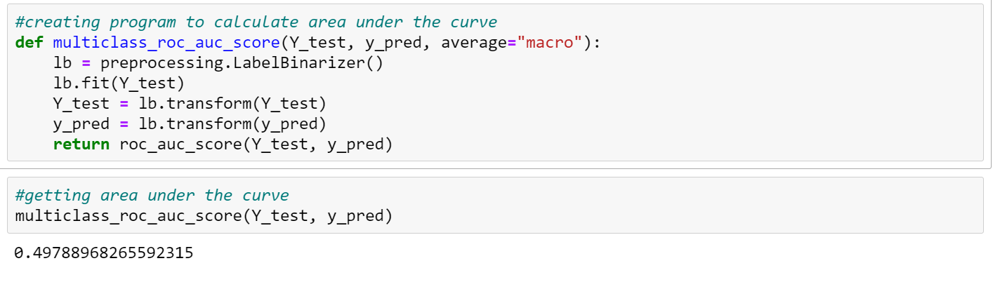 #creating program to calculate area under the curve
def multiclass_roc_auc_score(Y_test, y_pred, average="macro"):
    lb = preprocessing.LabelBinarizer()
    lb.fit(Y_test)
    Y_test = lb.transform(Y_test)
    y_pred = lb.transform(y_pred)
    return roc_auc_score(Y_test, y_pred)
#getting area under the curve
multiclass_roc_auc_score(Y_test, y_pred)
0.49788968265592315